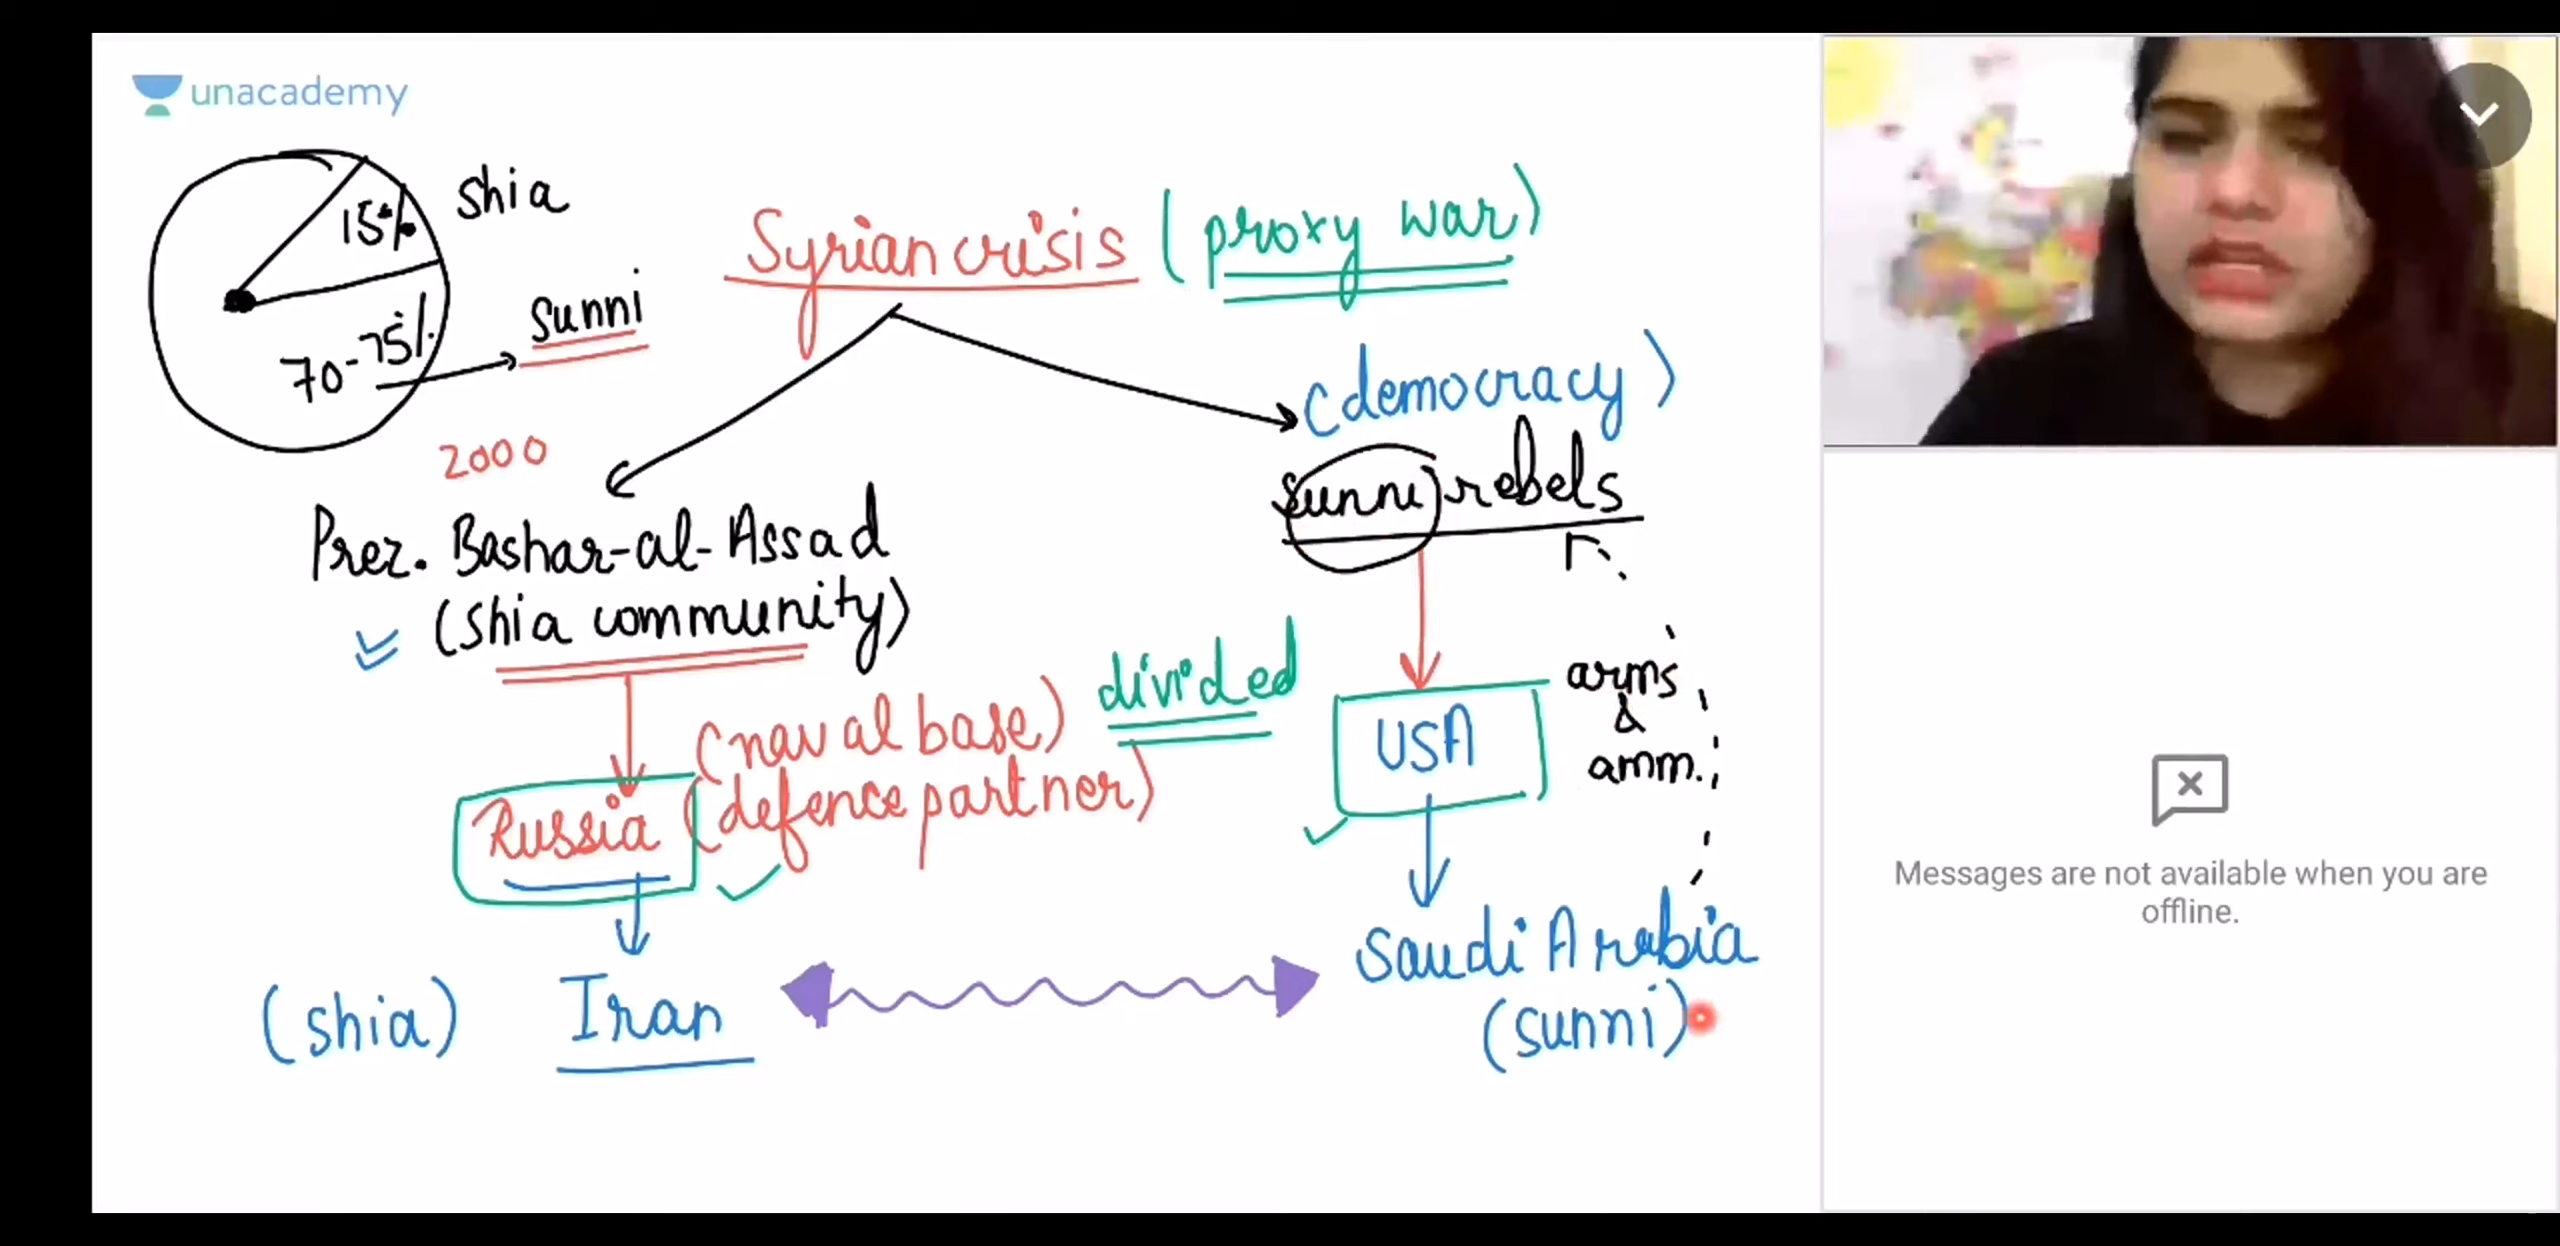 unacademy
15% shia
70-75% sunni
Syrian crisis (proxy war)
(democracy)
sunni rebels
2000
Prez. Bashar-al-Assad
(shia community)
divided
(naval base)
(defence partner)
Russia
USA
arms
&
amm.
(shia) Iran
Saudi Arabia
(sunni)
Messages are not available when you are
offline.